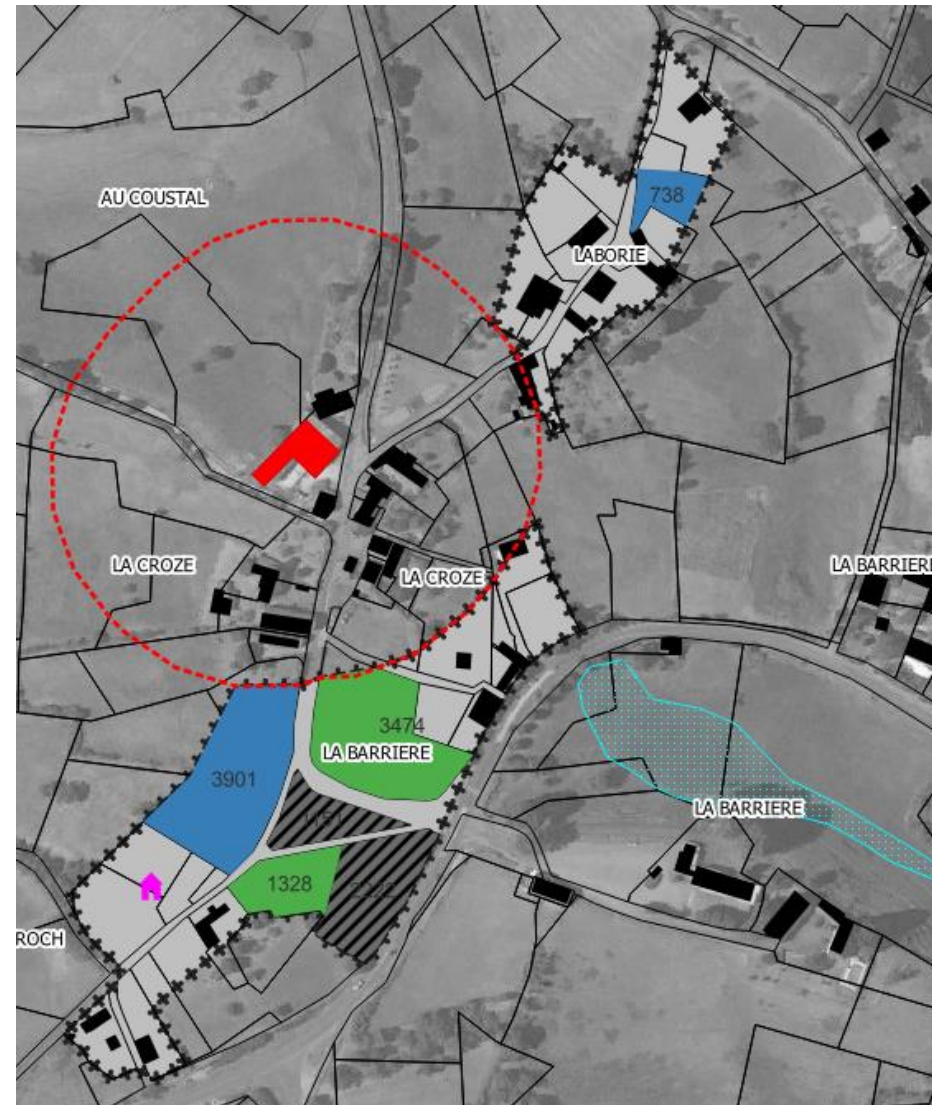 AU COUSTAL
738
LABORIE
LA CROZE
LA CROZE
LA BARRIERE
3474
LA BARRIERE
3901
LA BARRIERE
1328
ROCH